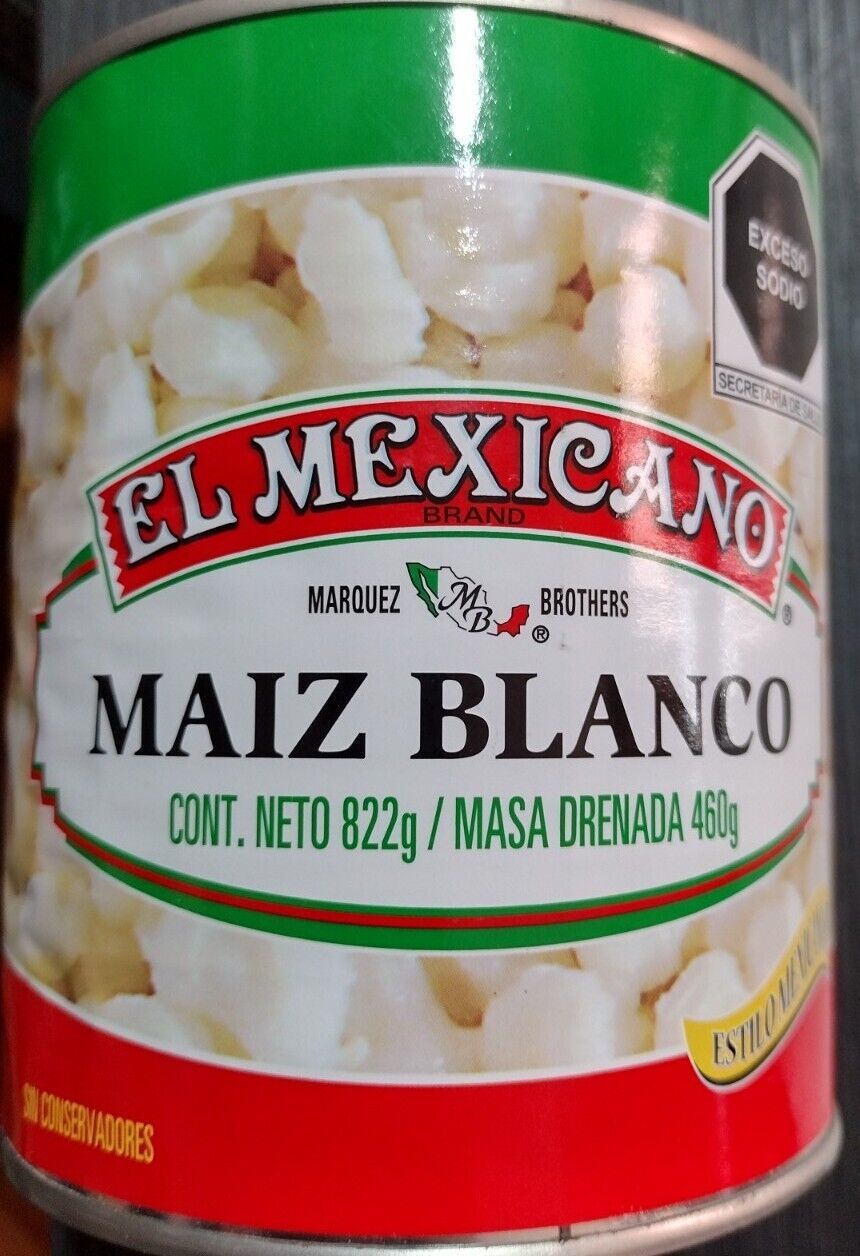 EXCESO
SODIO
SECRETARÍA DE
EL MEXICANO
BRAND
®
MARQUEZ MB BROTHERS
®
MAIZ BLANCO
CONT. NETO 822g / MASA DRENADA 460g
ESTILO
SIN CONSERVADORES